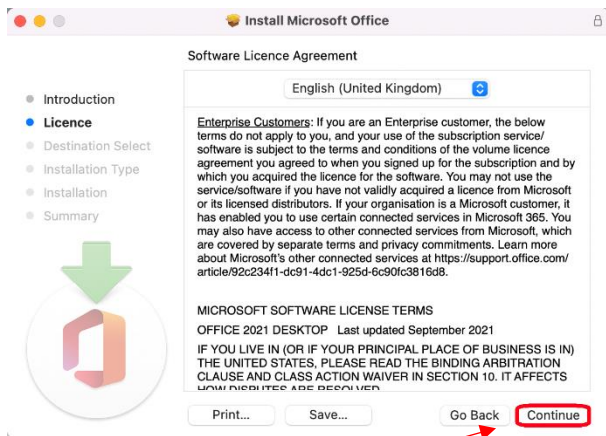 Install Microsoft Office
Software Licence Agreement
English (United Kingdom)
Introduction
Licence
Destination Select
Installation Type
Installation
Summary
Enterprise Customers: If you are an Enterprise customer, the below
terms do not apply to you, and your use of the subscription service/
software is subject to the terms and conditions of the volume licence
agreement you agreed to when you signed up for the subscription and by
which you acquired the licence for the software. You may not use the
service/software if you have not validly acquired a licence from Microsoft
or its licensed distributors. If your organisation is a Microsoft customer, it
has enabled you to use certain connected services in Microsoft 365. You
may also have access to other connected services from Microsoft, which
are covered by separate terms and privacy commitments. Learn more
about Microsoft's other connected services at https://support.office.com/
article/92c234f1-dc91-4dc1-925d-6c90fc3816d8.
MICROSOFT SOFTWARE LICENSE TERMS
OFFICE 2021 DESKTOP Last updated September 2021
IF YOU LIVE IN (OR IF YOUR PRINCIPAL PLACE OF BUSINESS IS IN)
THE UNITED STATES, PLEASE READ THE BINDING ARBITRATION
CLAUSE AND CLASS ACTION WAIVER IN SECTION 10. IT AFFECTS
HOW DISPUTES ARE RESOLVED
Print...
Save...
Go Back
Continue